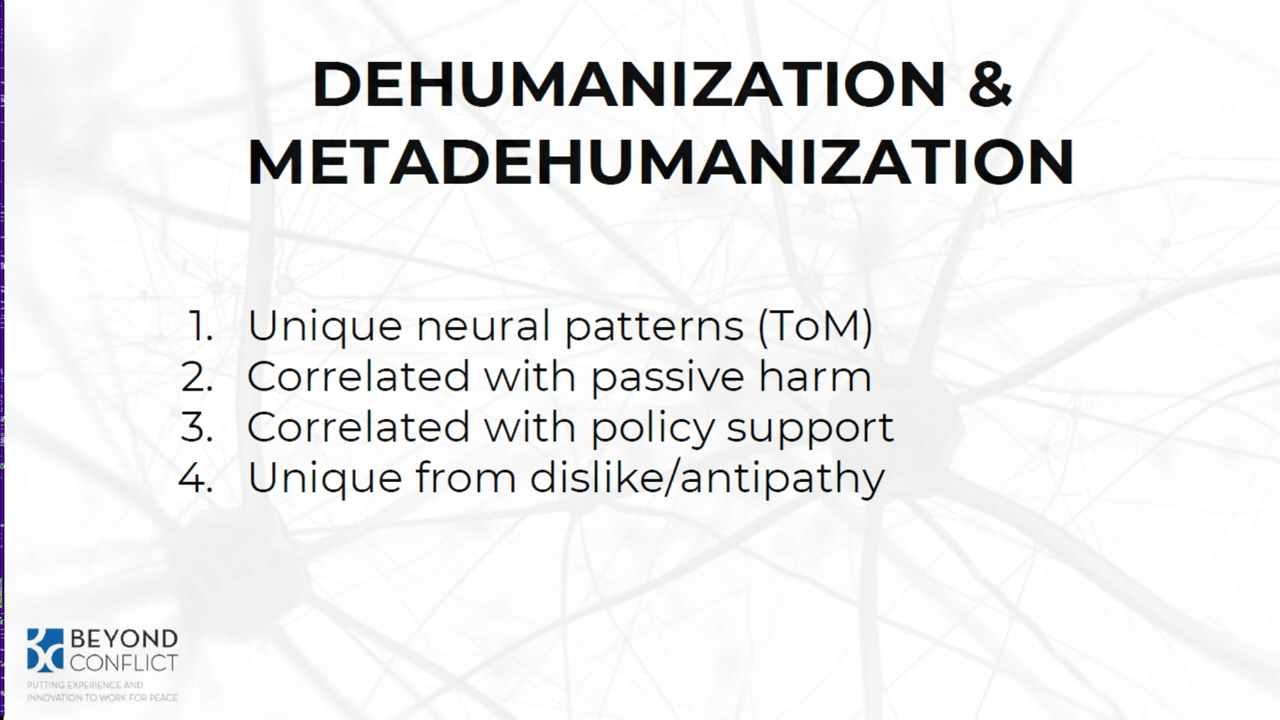 DEHUMANIZATION &
METADEHUMANIZATION
1. Unique neural patterns (ToM)
2. Correlated with passive harm
3. Correlated with policy support
4. Unique from dislike/antipathy
BEYOND
CONFLICT
PUTTING EXPERIENCE AND
INNOVATION TO WORK FOR PEACE